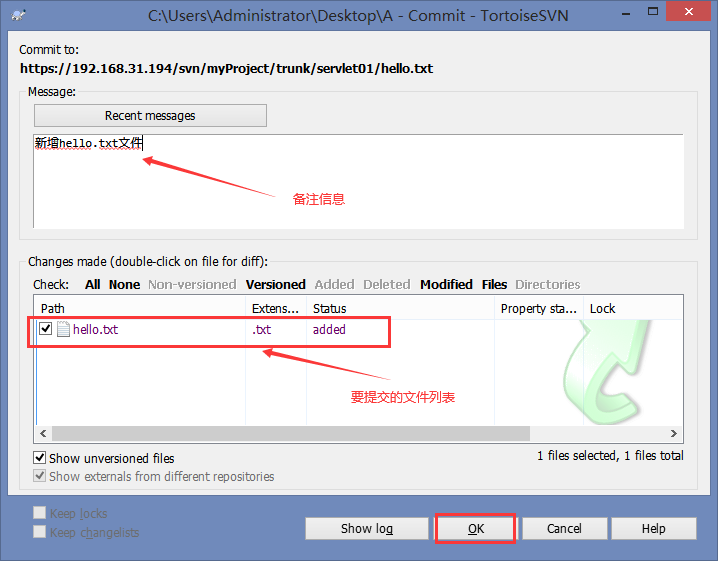 C:\Users\Administrator\Desktop\A - Commit - TortoiseSVN
Commit to:
https://192.168.31.194/svn/myProject/trunk/servlet01/hello.txt
Message:
Recent messages
新增hello.txt文件
备注信息
Changes made (double-click on file for diff):
Check: All None Non-versioned Versioned Added Deleted Modified Files Directories
Path Extens... Status Property sta... Lock
hello.txt .txt added
要提交的文件列表
Show unversioned files 1 files selected, 1 files total
Show externals from different repositories
Keep locks
Keep changelists
Show log OK Cancel Help